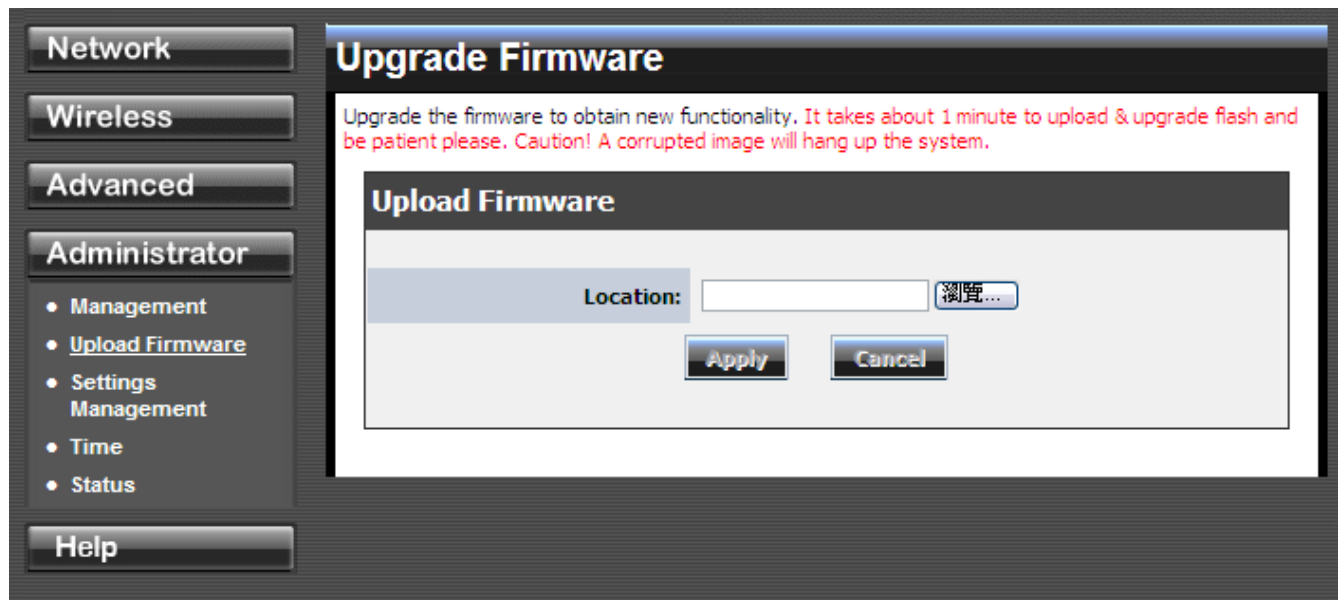 Network
Wireless
Advanced
Administrator
Management
Upload Firmware
Settings
Management
Time
Status
Help
Upgrade Firmware
Upgrade the firmware to obtain new functionality. It takes about 1 minute to upload & upgrade flash and
be patient please. Caution! A corrupted image will hang up the system.
Upload Firmware
Location: 瀏覽...
Apply Cancel